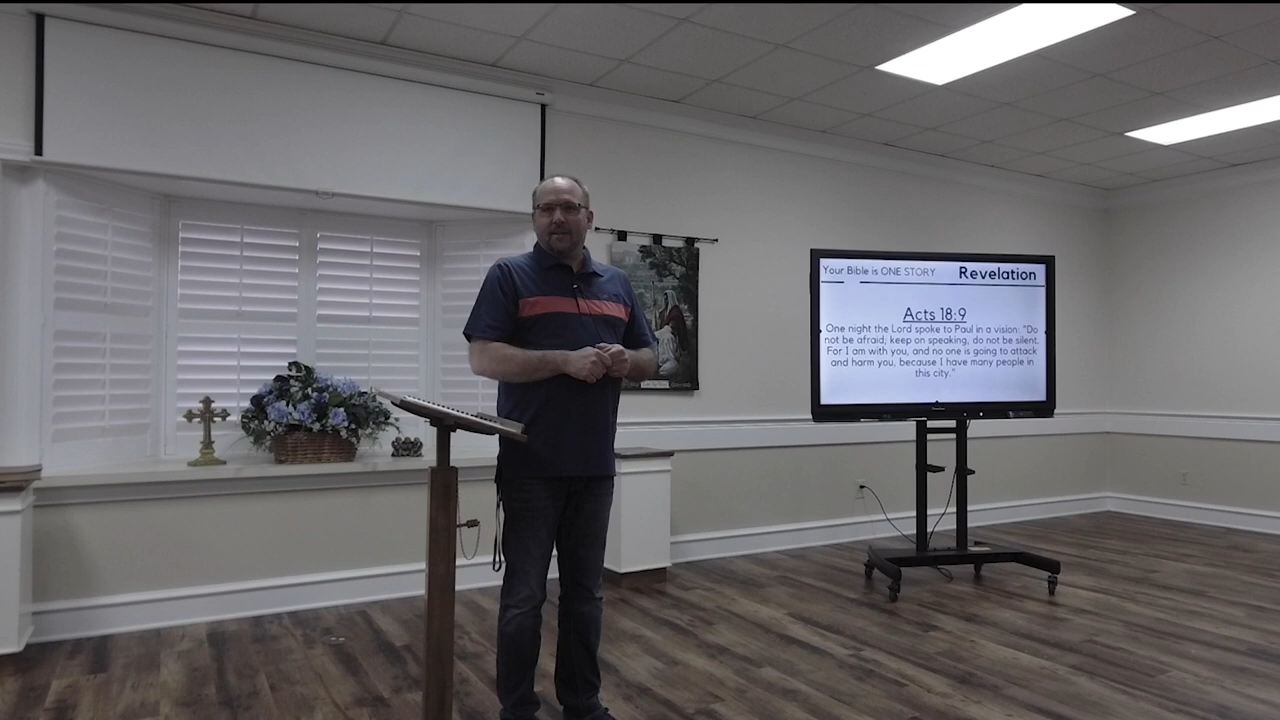 Your Bible is ONE STORY
Revelation
Acts 18:9
One night the Lord spoke to Paul in a vision: "Do
not be afraid; keep on speaking, do not be silent.
For I am with you, and no one is going to attack
and harm you, because I have many people in
this city."